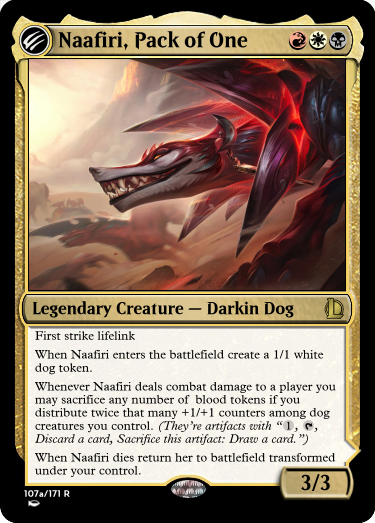 Naafiri, Pack of One
Legendary Creature — Darkin Dog
First strike lifelink
When Naafiri enters the battlefield create a 1/1 white
dog token.
Whenever Naafiri deals combat damage to a player you
may sacrifice any number of blood tokens if you
distribute twice that many +1/+1 counters among dog
creatures you control. (They're artifacts with “1, T,
Discard a card, Sacrifice this artifact: Draw a card.”)
When Naafiri dies return her to battlefield transformed
under your control.
3/3
107a/171 R